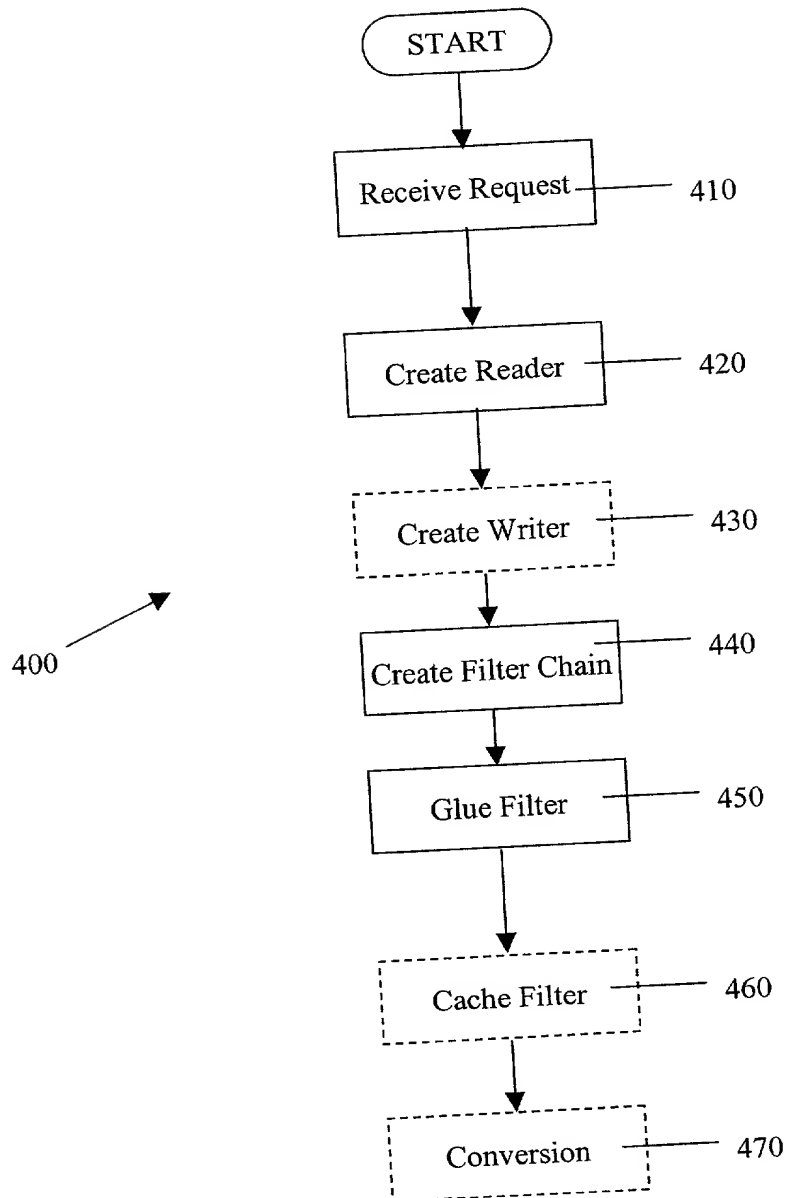 START
Receive Request 410
Create Reader 420
Create Writer 430
400
Create Filter Chain 440
Glue Filter 450
Cache Filter 460
Conversion 470